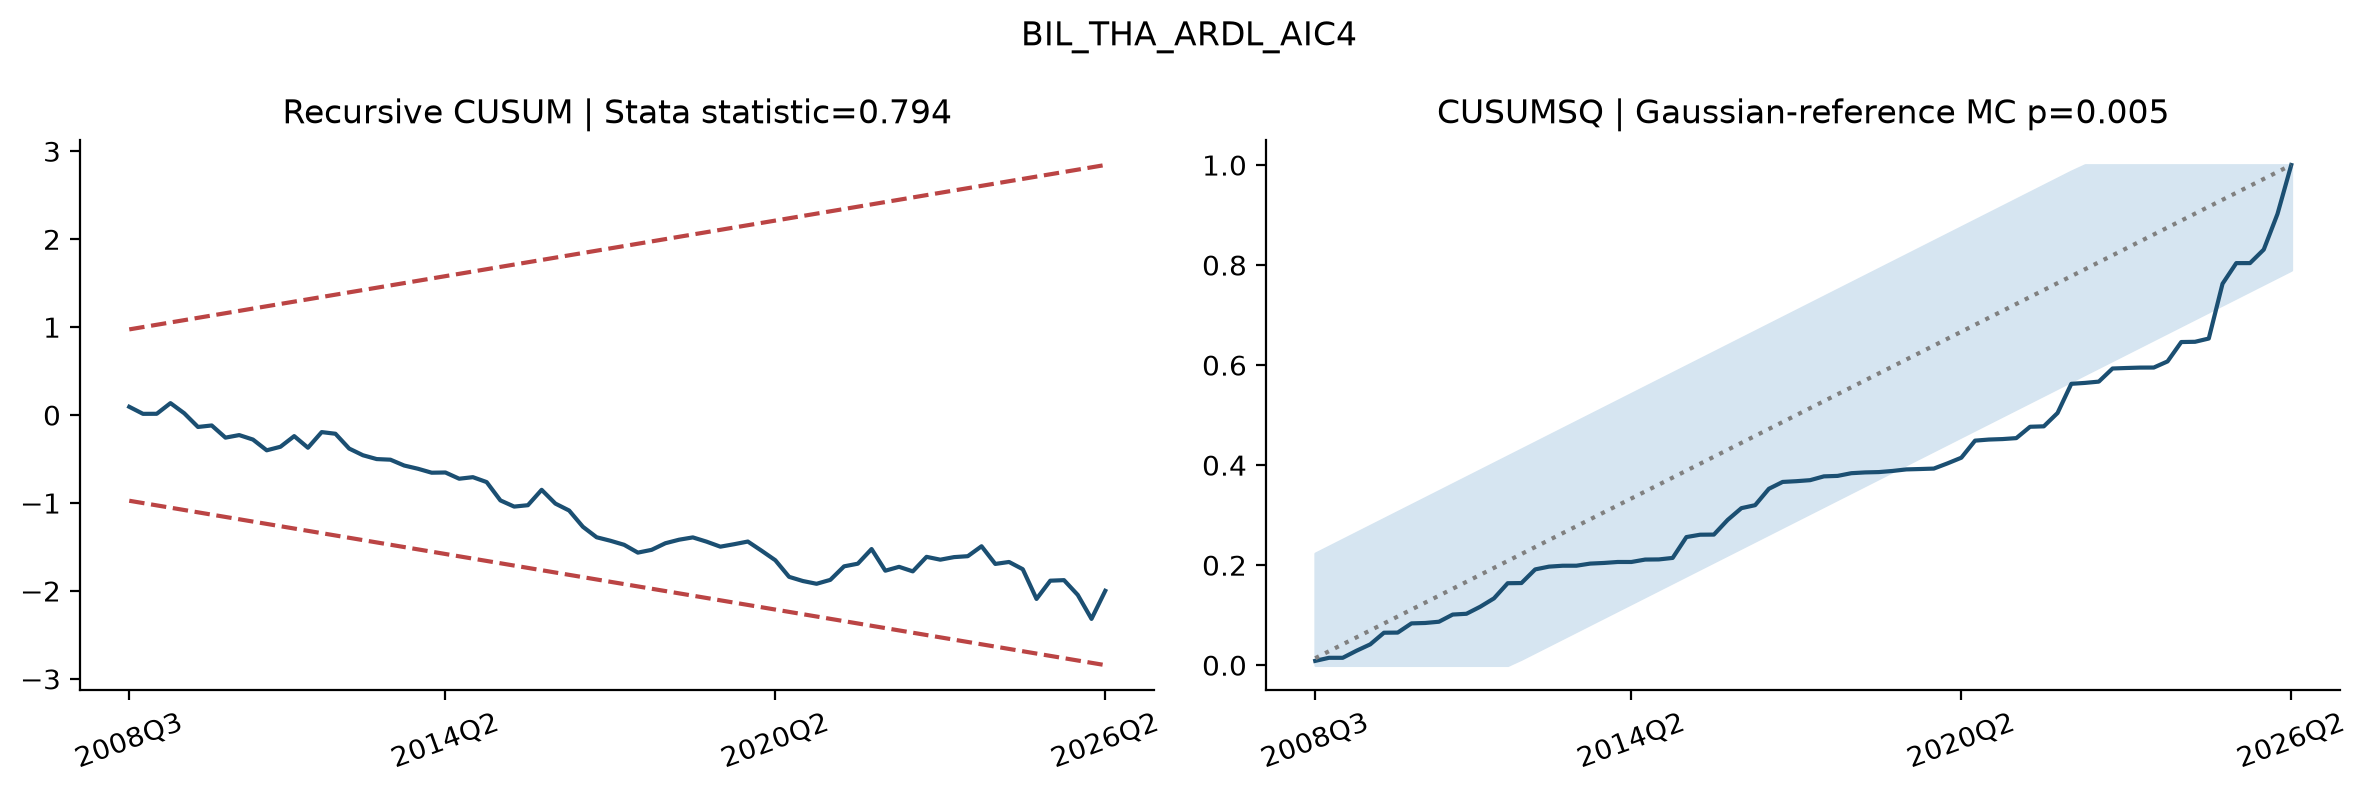 BIL_THA_ARDL_AIC4
Recursive CUSUM | Stata statistic=0.794
3
2
1
0
−1
−2
−3
2008Q3
2014Q2
2020Q2
2026Q2
CUSUMSQ | Gaussian-reference MC p=0.005
1.0
0.8
0.6
0.4
0.2
0.0
2008Q3
2014Q2
2020Q2
2026Q2